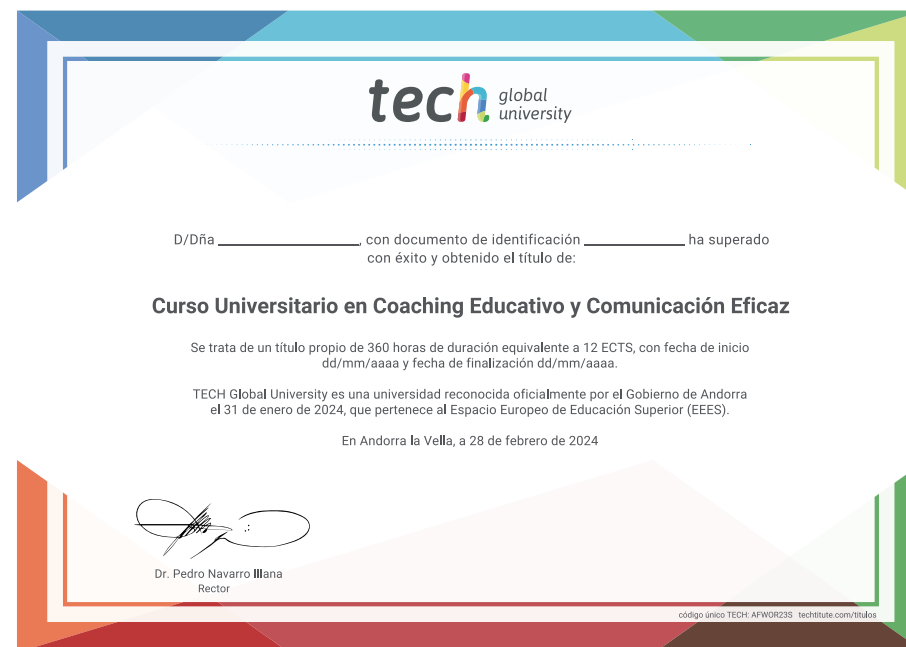 tech global
university
D/Dña ____________________, con documento de identificación ______________ ha superado
con éxito y obtenido el título de:
Curso Universitario en Coaching Educativo y Comunicación Eficaz
Se trata de un título propio de 360 horas de duración equivalente a 12 ECTS, con fecha de inicio
dd/mm/aaaa y fecha de finalización dd/mm/aaaa.
TECH Global University es una universidad reconocida oficialmente por el Gobierno de Andorra
el 31 de enero de 2024, que pertenece al Espacio Europeo de Educación Superior (EEES).
En Andorra la Vella, a 28 de febrero de 2024
Dr. Pedro Navarro Illana
Rector
código único TECH: AFWOR23S techtitute.com/titulos